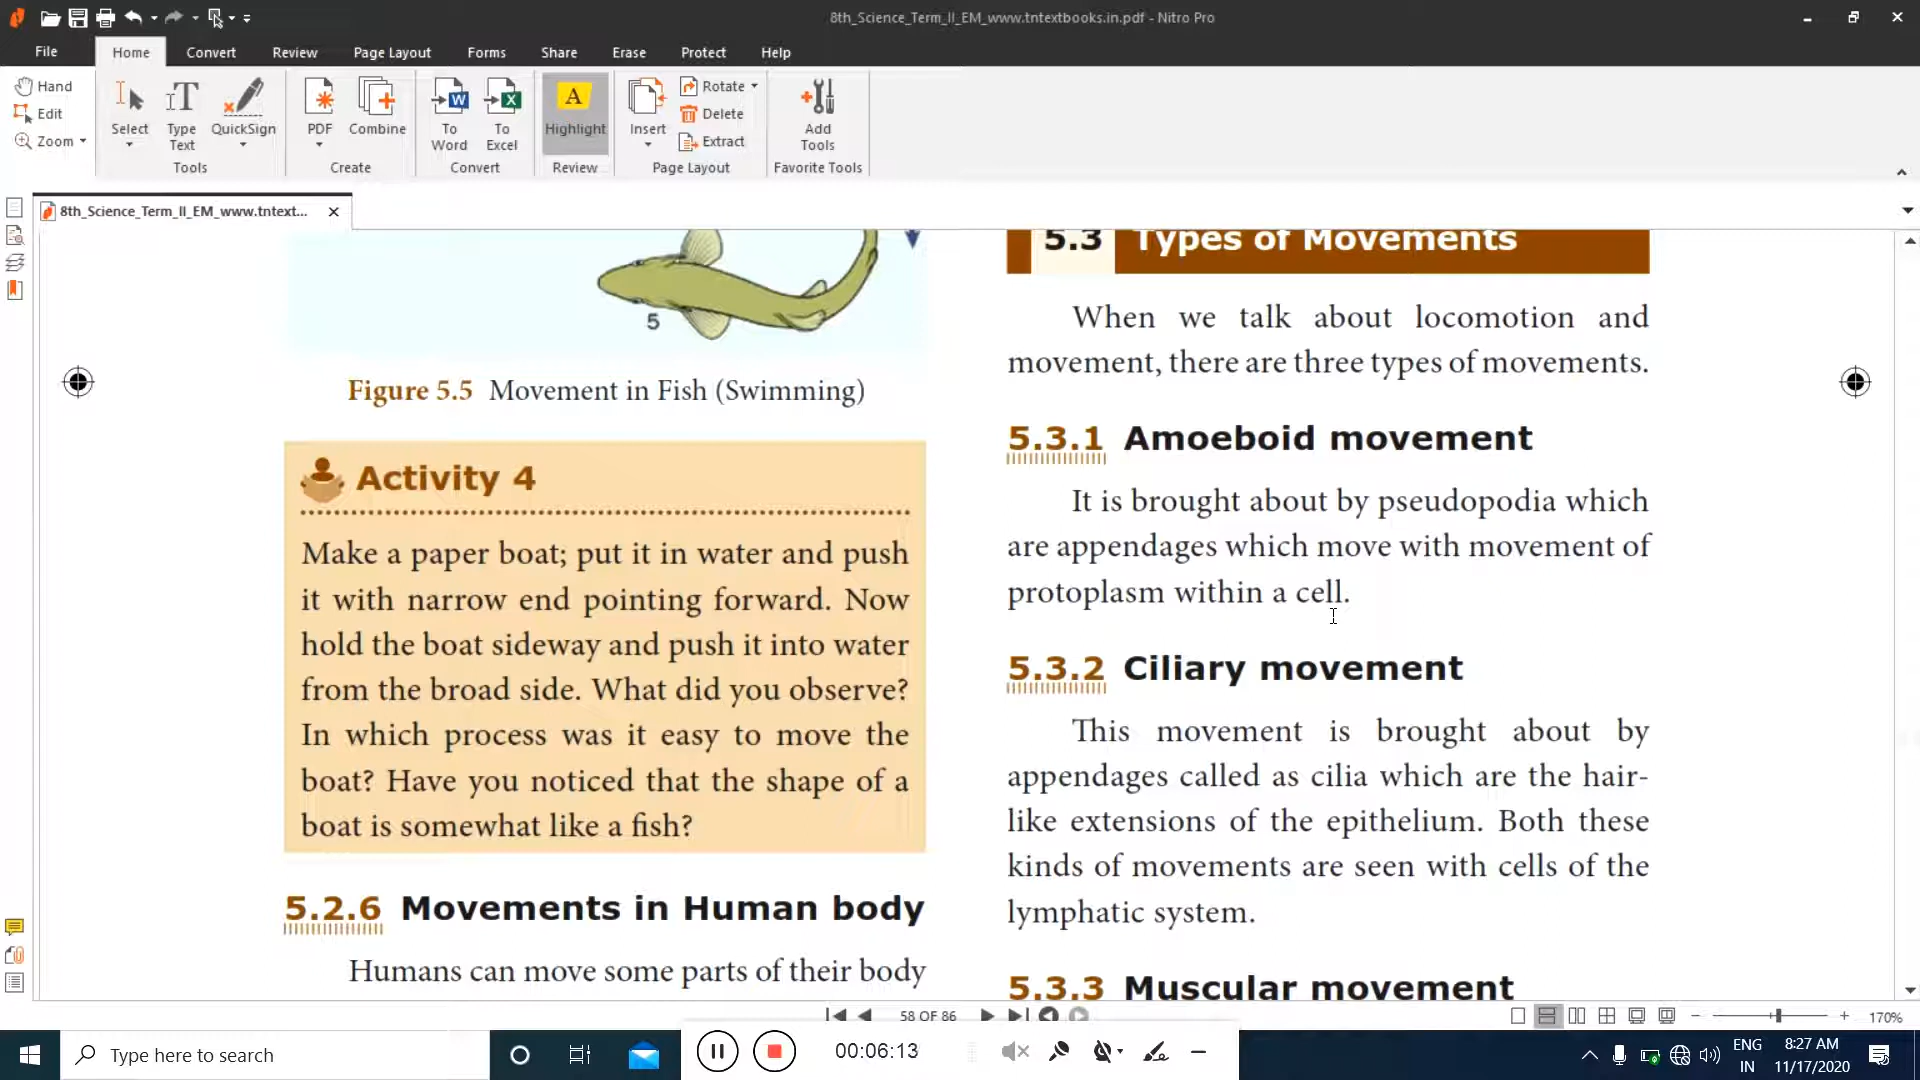 8th_Science_Term_II_EM_www.tntextbooks.in.pdf - Nitro Pro
File Home Convert Review Page Layout Forms Share Erase Protect Help
Hand
Edit
Zoom
Select
Type Text
QuickSign
Tools
PDF
Combine
Create
To Word
To Excel
Convert
A
Highlight
Review
Insert
Rotate
Delete
Extract
Page Layout
Add Tools
Favorite Tools
8th_Science_Term_II_EM_www.tntext...
5
Figure 5.5 Movement in Fish (Swimming)
Activity 4
Make a paper boat; put it in water and push
it with narrow end pointing forward. Now
hold the boat sideway and push it into water
from the broad side. What did you observe?
In which process was it easy to move the
boat? Have you noticed that the shape of a
boat is somewhat like a fish?
5.2.6 Movements in Human body
Humans can move some parts of their body
5.3 Types of Movements
When we talk about locomotion and
movement, there are three types of movements.
5.3.1 Amoeboid movement
It is brought about by pseudopodia which
are appendages which move with movement of
protoplasm within a cell.
5.3.2 Ciliary movement
This movement is brought about by
appendages called as cilia which are the hair-
like extensions of the epithelium. Both these
kinds of movements are seen with cells of the
lymphatic system.
5.3.3 Muscular movement
58 OF 86
170%
Type here to search
00:06:13
ENG
IN
8:27 AM
11/17/2020